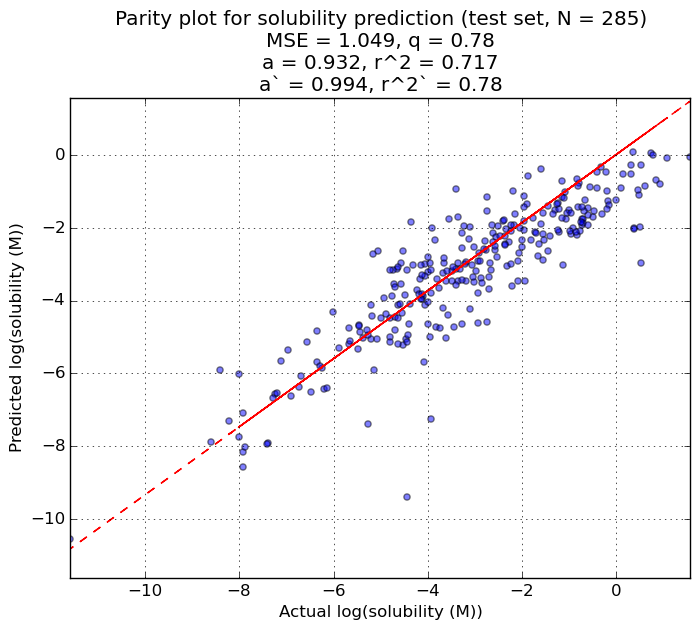 Parity plot for solubility prediction (test set, N = 285)
MSE = 1.049, q = 0.78
a = 0.932, r^2 = 0.717
a` = 0.994, r^2` = 0.78
Predicted log(solubility (M))
0
−2
−4
−6
−8
−10
−10 −8 −6 −4 −2 0
Actual log(solubility (M))